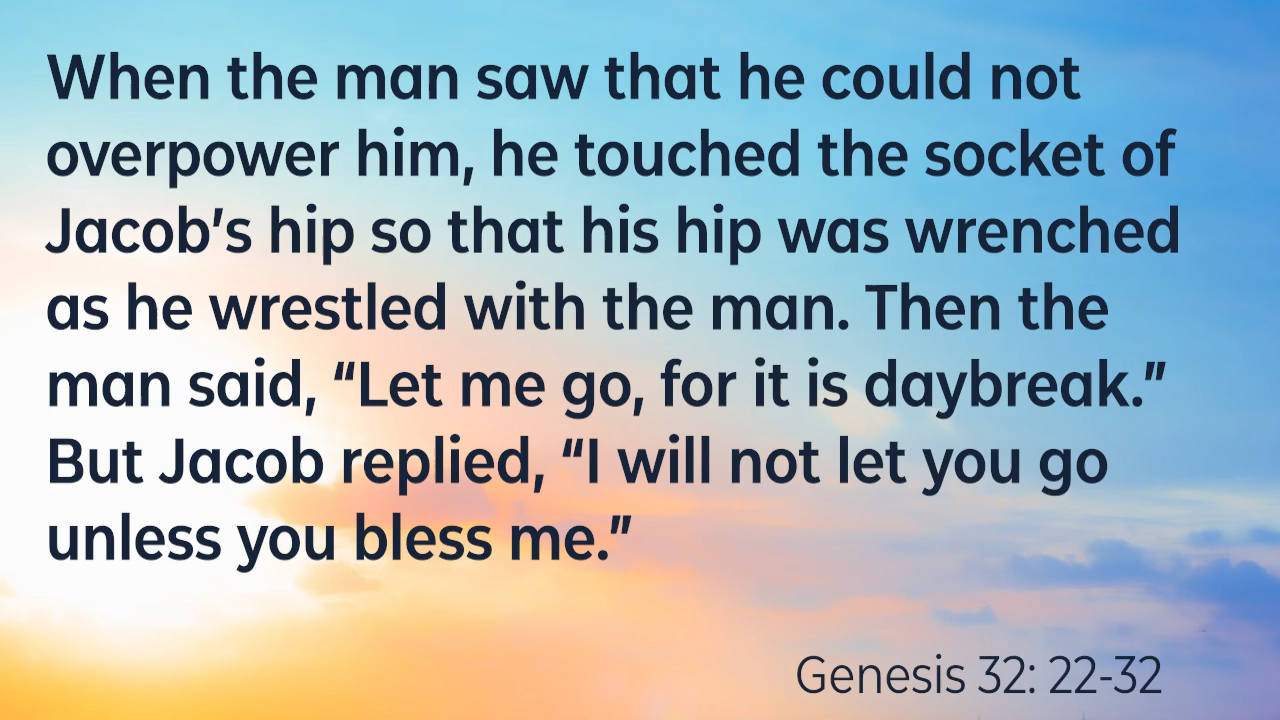 When the man saw that he could not
overpower him, he touched the socket of
Jacob's hip so that his hip was wrenched
as he wrestled with the man. Then the
man said, “Let me go, for it is daybreak.”
But Jacob replied, “I will not let you go
unless you bless me.”
Genesis 32: 22-32